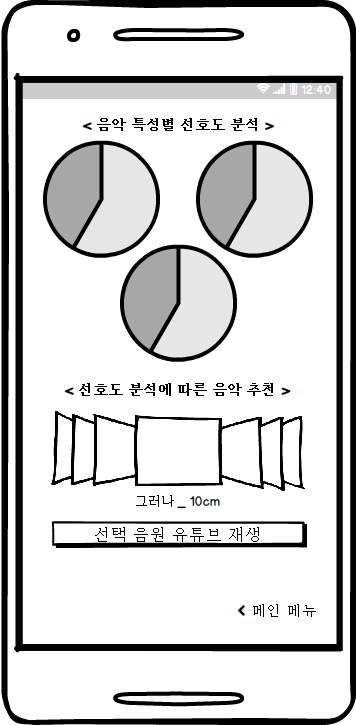 12:40
< 음악 특성별 선호도 분석 >
< 선호도 분석에 따른 음악 추천 >
그러나 _ 10cm
선택 음원 유튜브 재생
< 메인 메뉴